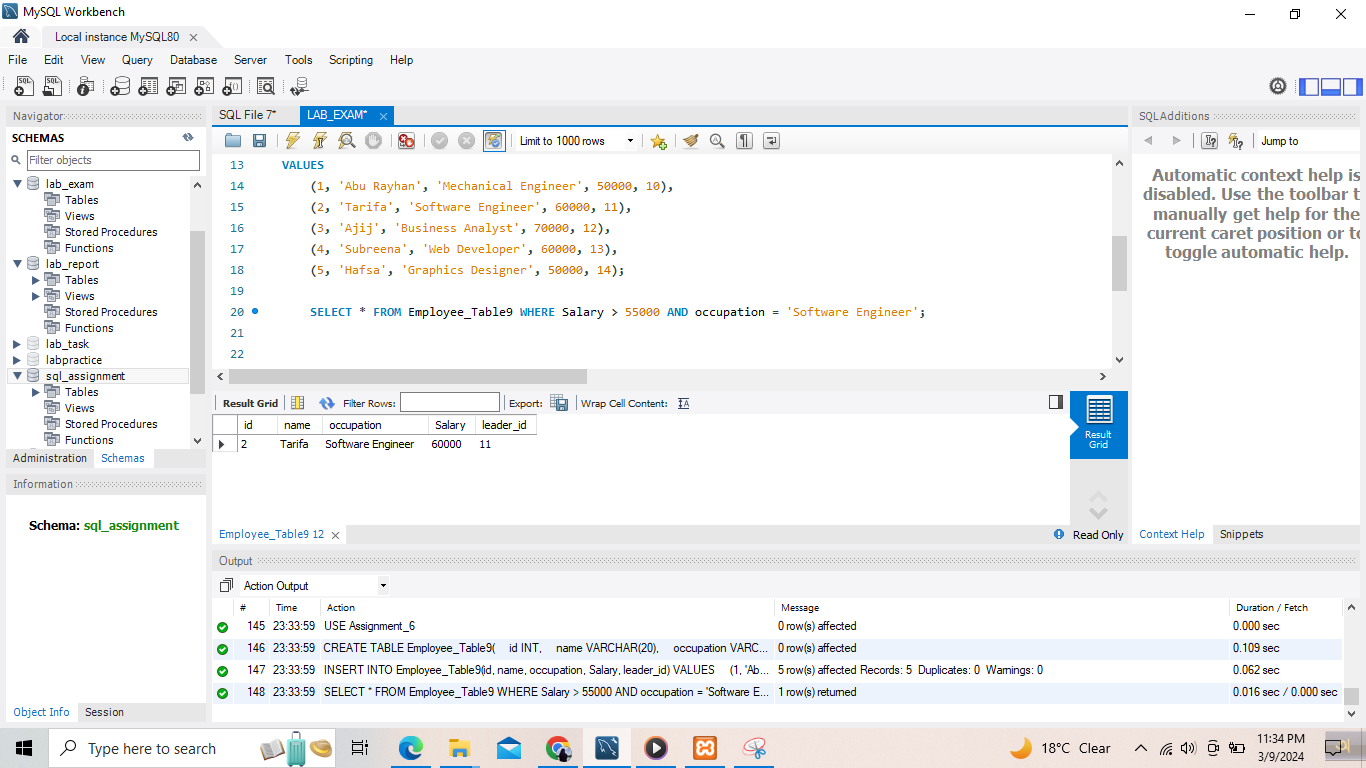 MySQL Workbench
Local instance MySQL80
File Edit View Query Database Server Tools Scripting Help
Navigator
SCHEMAS
Filter objects
lab_exam
Tables
Views
Stored Procedures
Functions
lab_report
Tables
Views
Stored Procedures
Functions
lab_task
labpractice
sql_assignment
Tables
Views
Stored Procedures
Functions
Administration Schemas
Information
Schema: sql_assignment
Object Info Session
SQL File 7* LAB_EXAM*
Limit to 1000 rows
13 VALUES
14 (1, 'Abu Rayhan', 'Mechanical Engineer', 50000, 10),
15 (2, 'Tarifa', 'Software Engineer', 60000, 11),
16 (3, 'Ajij', 'Business Analyst', 70000, 12),
17 (4, 'Subreena', 'Web Developer', 60000, 13),
18 (5, 'Hafsa', 'Graphics Designer', 50000, 14);
19
20 SELECT * FROM Employee_Table9 WHERE Salary > 55000 AND occupation = 'Software Engineer';
21
22
Result Grid Filter Rows: Export: Wrap Cell Content:
id name occupation Salary leader_id
2 Tarifa Software Engineer 60000 11
Result
Grid
Employee_Table9 12
Read Only
SQLAdditions
Jump to
Automatic context help is
disabled. Use the toolbar t
manually get help for the
current caret position or to
toggle automatic help.
Context Help Snippets
Output
Action Output
# Time Action Message Duration / Fetch
145 23:33:59 USE Assignment_6 0 row(s) affected 0.000 sec
146 23:33:59 CREATE TABLE Employee_Table9( id INT, name VARCHAR(20), occupation VARC... 0 row(s) affected 0.109 sec
147 23:33:59 INSERT INTO Employee_Table9(id, name, occupation, Salary, leader_id) VALUES (1, 'Ab... 5 row(s) affected Records: 5 Duplicates: 0 Warnings: 0 0.062 sec
148 23:33:59 SELECT * FROM Employee_Table9 WHERE Salary > 55000 AND occupation = 'Software E... 1 row(s) returned 0.016 sec / 0.000 sec
Type here to search
18°C Clear
11:34 PM
3/9/2024